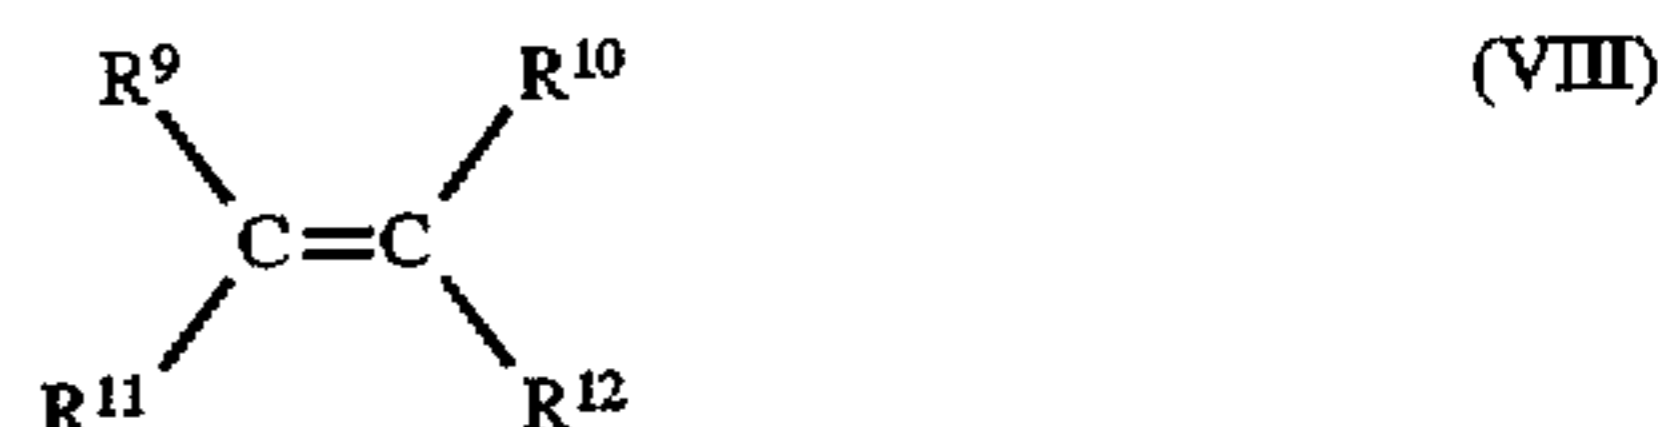 R⁹ R¹⁰ (VIII)
C=C
R¹¹ R¹²